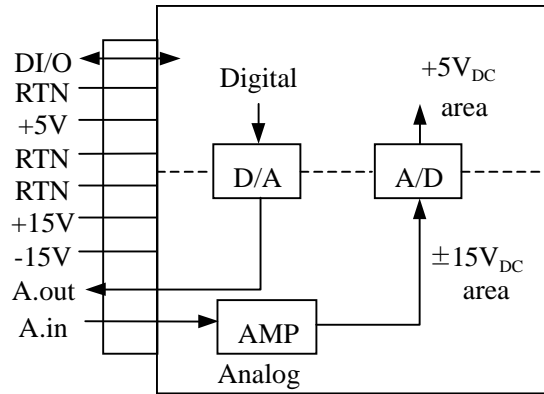 DI/O
RTN
+5V
RTN
RTN
+15V
-15V
A.out
A.in
Digital
+5V_DC
area
D/A
A/D
±15V_DC
area
AMP
Analog